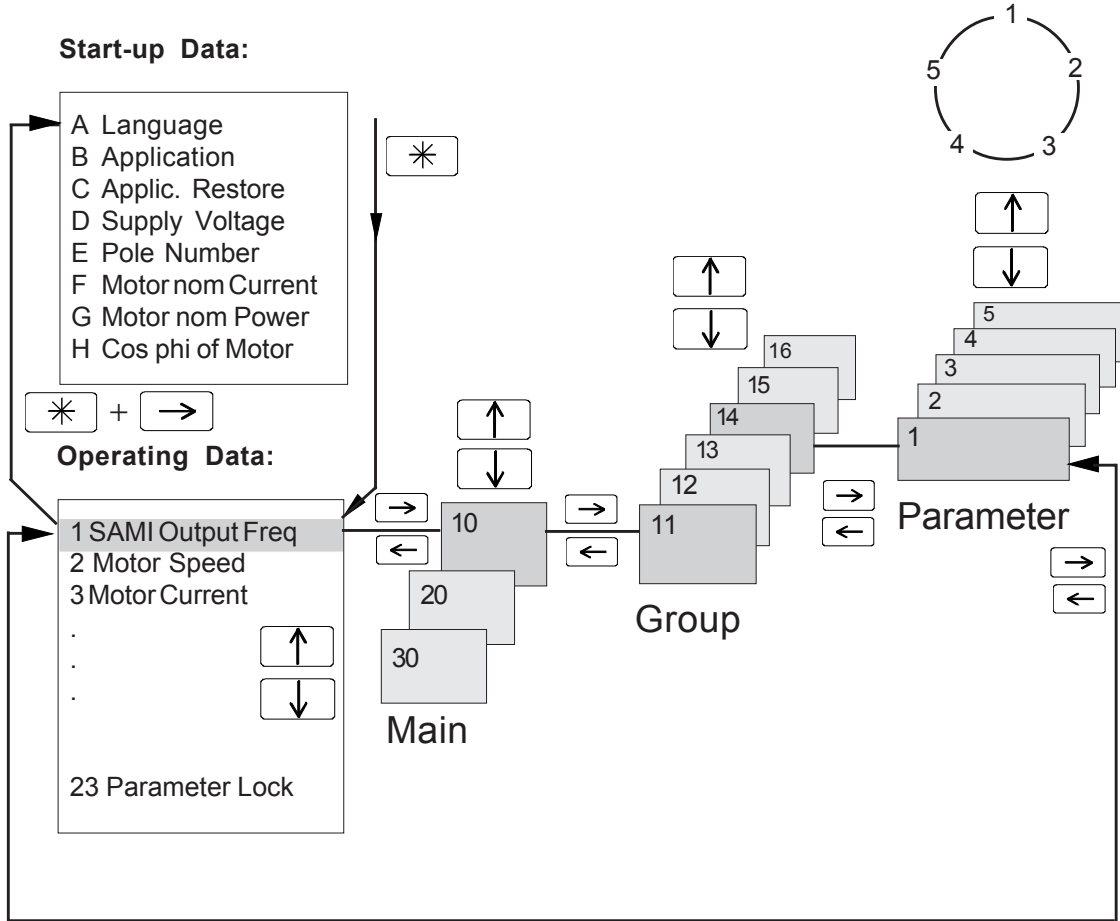 Start-up Data:
A Language
B Application
C Applic. Restore
D Supply Voltage
E Pole Number
F Motor nom Current
G Motor nom Power
H Cos phi of Motor
✳
✳ + →
Operating Data:
1 SAMI Output Freq
2 Motor Speed
3 Motor Current
.
.
.
↑
↓
23 Parameter Lock
→
←
↑
↓
10
20
30
Main
→
←
↑
↓
16
15
14
13
12
11
Group
→
←
1
2
3
4
5
↑
↓
5
4
3
2
1
Parameter
→
←